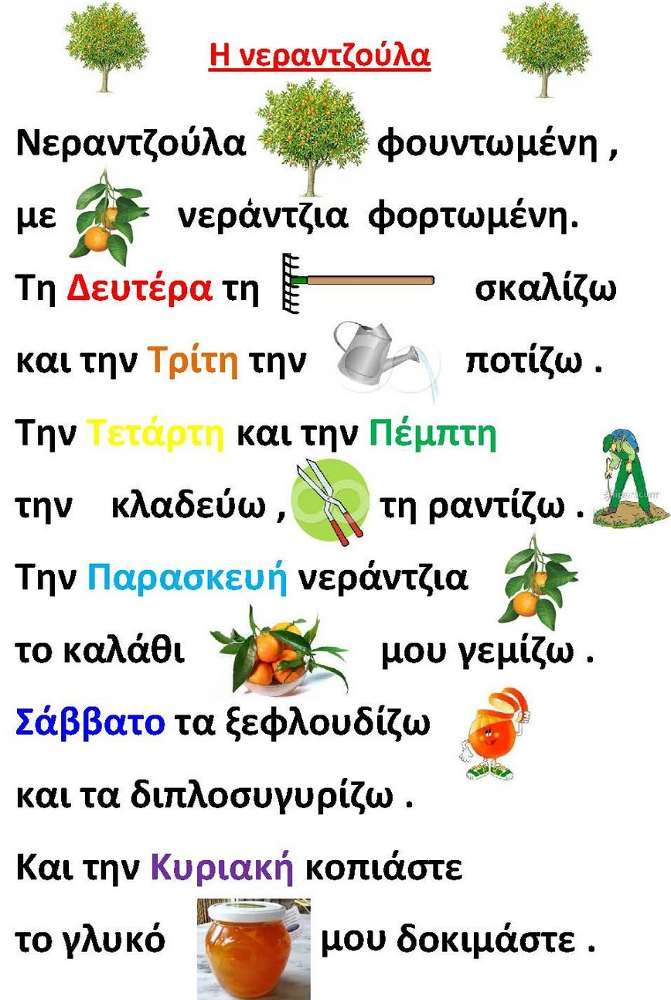 Η νεραντζούλα
Νεραντζούλα φουντωμένη ,
με νεράντζια φορτωμένη.
Τη Δευτέρα τη σκαλίζω
και την Τρίτη την ποτίζω .
Την Τετάρτη και την Πέμπτη
την κλαδεύω , τη ραντίζω .
Την Παρασκευή νεράντζια
το καλάθι μου γεμίζω .
Σάββατο τα ξεφλουδίζω
και τα διπλοσυγυρίζω .
Και την Κυριακή κοπιάστε
το γλυκό μου δοκιμάστε .